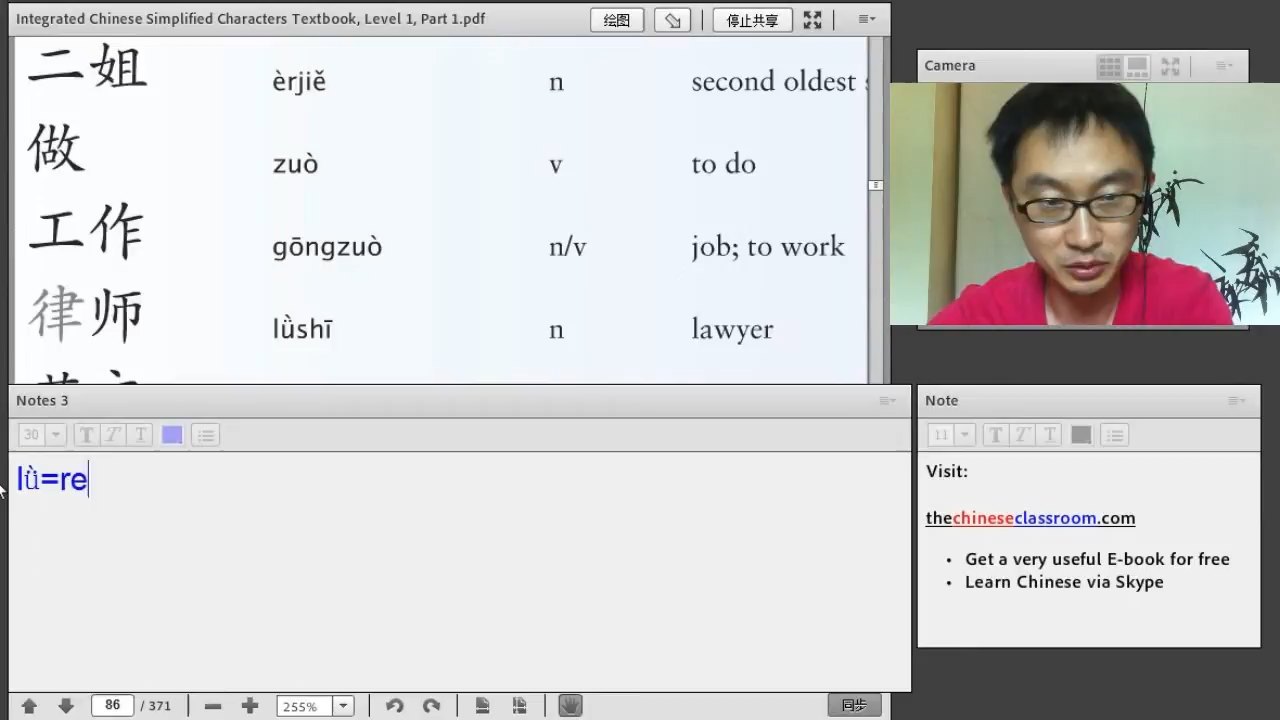 Integrated Chinese Simplified Characters Textbook, Level 1, Part 1.pdf
绘图
停止共享
二姐 èrjiě n second oldest
做 zuò v to do
工作 gōngzuò n/v job; to work
律师 lǜshī n lawyer
Camera
Notes 3
30
T T T
lǜ=re
Note
11
T T T
Visit:
thechineseclassroom.com
• Get a very useful E-book for free
• Learn Chinese via Skype
86 / 371
255%
同步